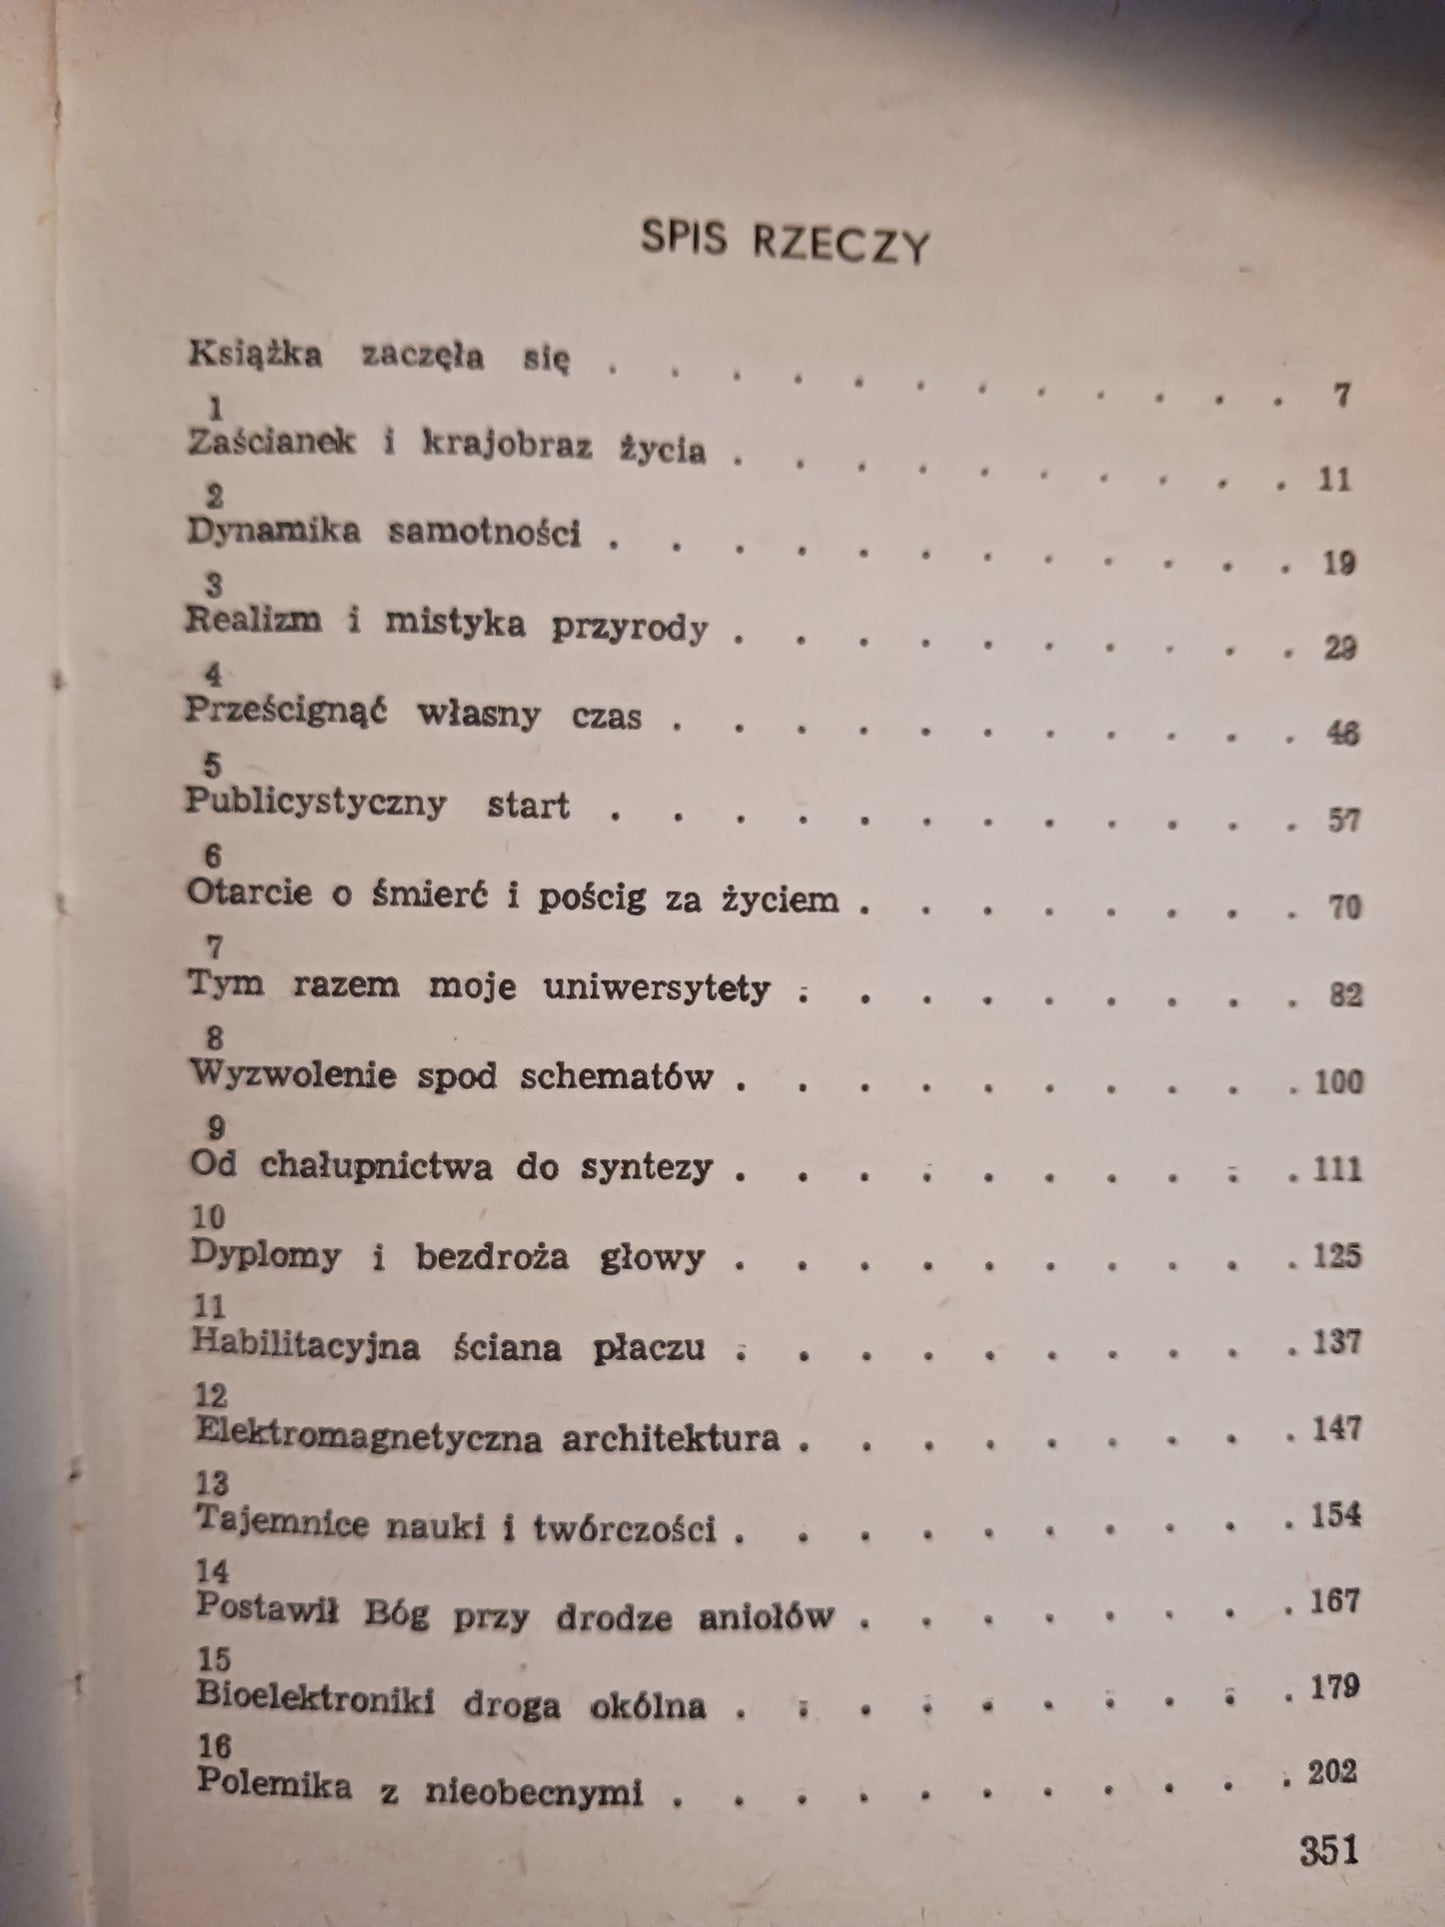 SPIS RZECZY
Książka zaczęła się . . . . . . . . . . . . 7
1
Zaścianek i krajobraz życia . . . . . . . . . . 11
2
Dynamika samotności . . . . . . . . . . . . 19
3
Realizm i mistyka przyrody . . . . . . . . . . 29
4
Prześcignąć własny czas . . . . . . . . . . . 46
5
Publicystyczny start . . . . . . . . . . . . 57
6
Otarcie o śmierć i pościg za życiem . . . . . . . . 70
7
Tym razem moje uniwersytety . . . . . . . . . 82
8
Wyzwolenie spod schematów . . . . . . . . . . 100
9
Od chałupnictwa do syntezy . . . . . . . . . . 111
10
Dyplomy i bezdroża głowy . . . . . . . . . . 125
11
Habilitacyjna ściana płaczu . . . . . . . . . . 137
12
Elektromagnetyczna architektura . . . . . . . . . 147
13
Tajemnice nauki i twórczości . . . . . . . . . . 154
14
Postawił Bóg przy drodze aniołów . . . . . . . . 167
15
Bioelektroniki droga okólna . . . . . . . . . . 179
16
Polemika z nieobecnymi . . . . . . . . . . . 202
351